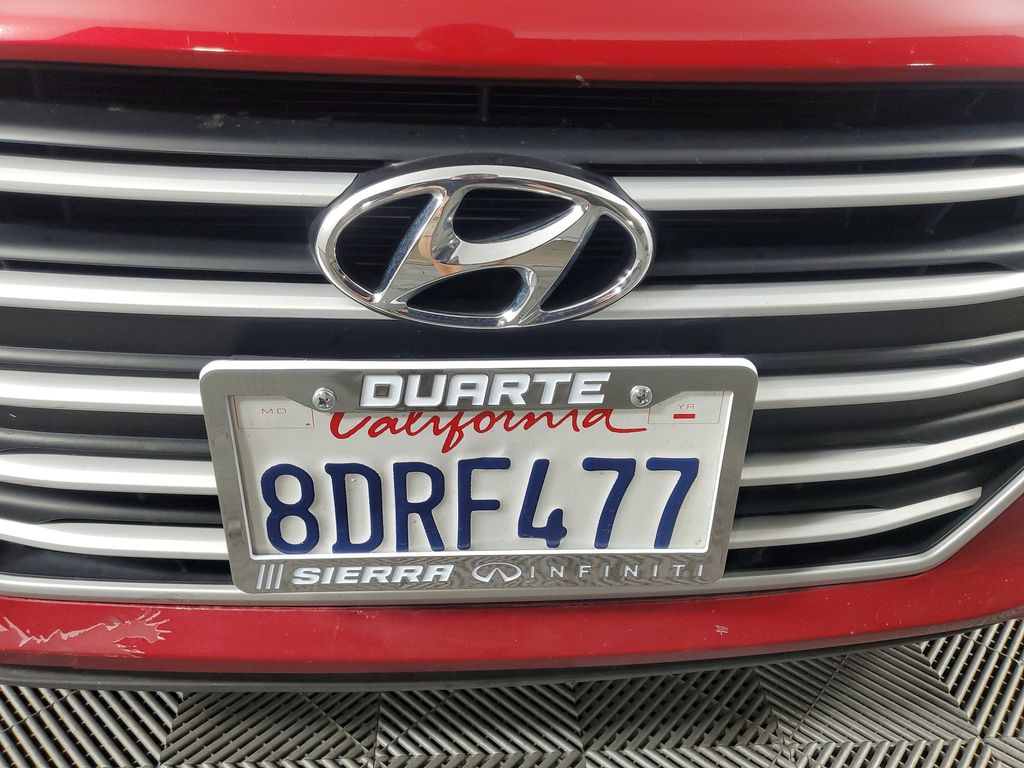 DUARTE
MO California YR
8DRF477
SIERRA INFINITI